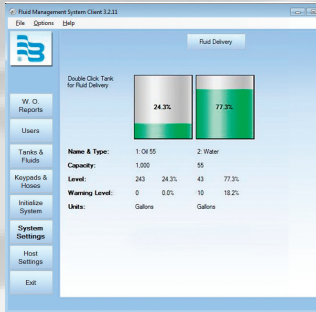 Fluid Management System Client 3.2.11
File Options Help
Fluid Delivery
Double Click Tank
for Fluid Delivery
24.3% 77.3%
W. O.
Reports
Users
Tanks &
Fluids
Keypads &
Hoses
Initialize
System
System
Settings
Host
Settings
Exit
Name & Type: 1: Oil 55 2: Water
Capacity: 1,000 55
Level: 243 24.3% 43 77.3%
Warning Level: 0 0.0% 10 18.2%
Units: Gallons Gallons